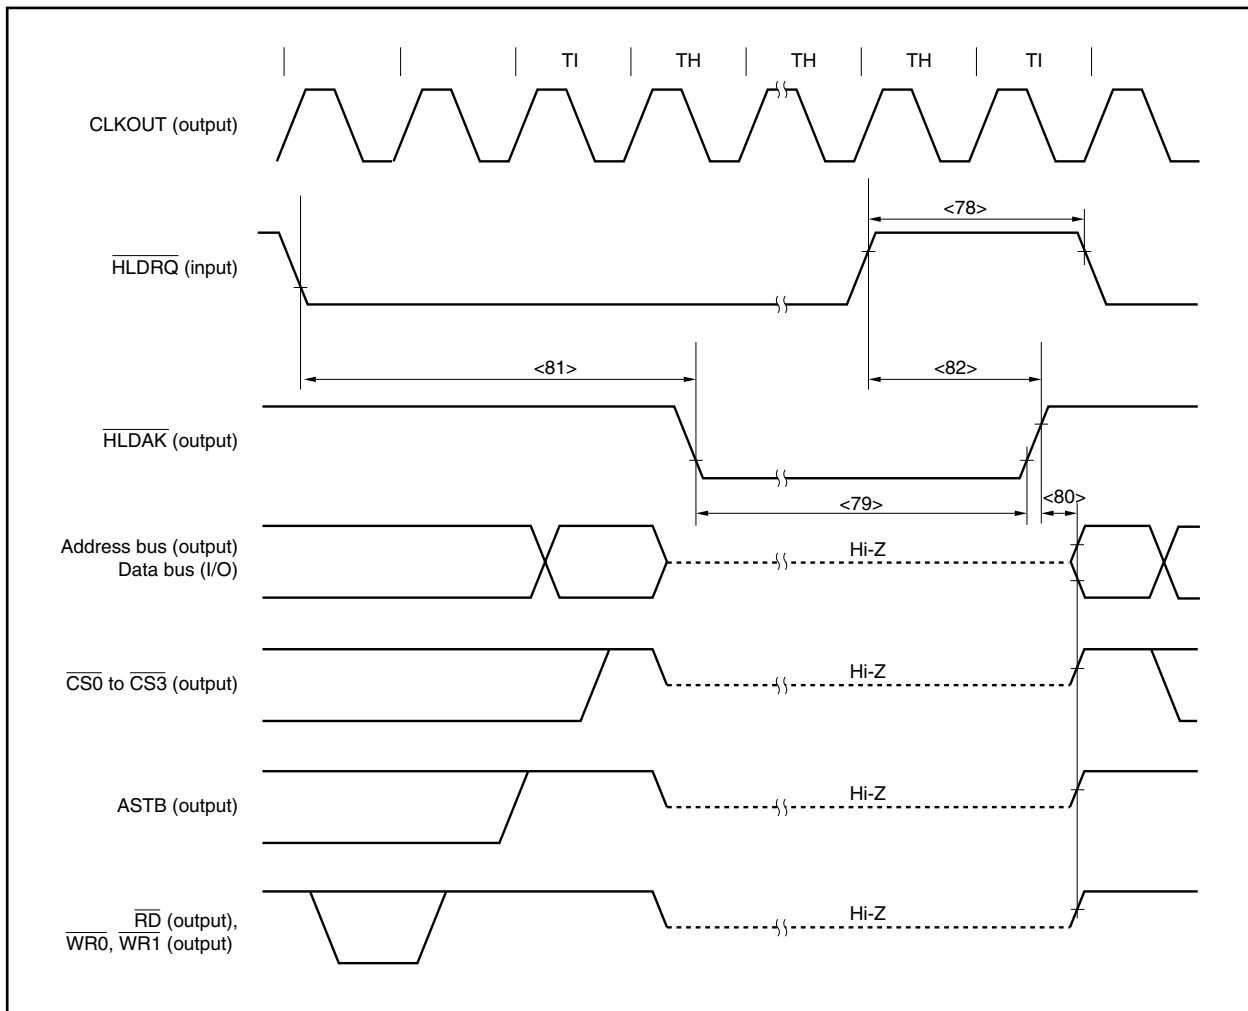 TI TH TH TH TI
CLKOUT (output)
<78>
HLDRQ (input)
<81> <82>
HLDAK (output)
<79> <80>
Address bus (output)
Data bus (I/O)
Hi-Z
CS0 to CS3 (output)
Hi-Z
ASTB (output)
Hi-Z
RD (output),
WR0, WR1 (output)
Hi-Z